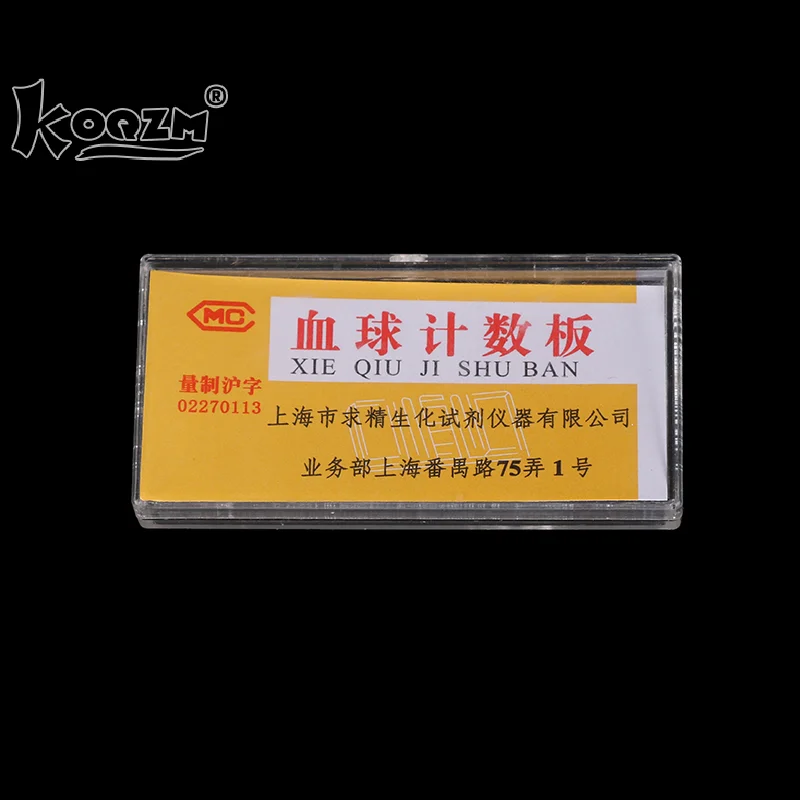 KOQZM®
MC
血球计数板
XIE QIU JI SHU BAN
量制沪字
02270113
上海市求精生化试剂仪器有限公司
业务部上海番禺路75弄1号